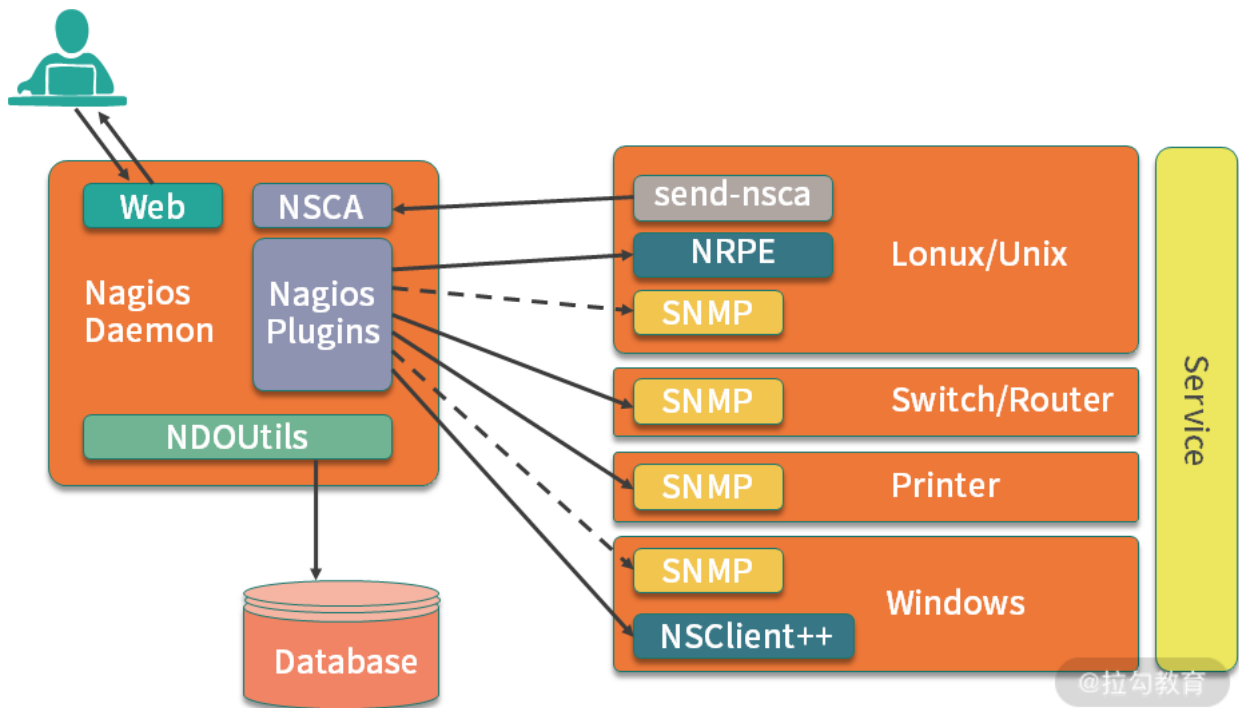 Web
NSCA
Nagios
Daemon
Nagios
Plugins
NDOUtils
Database
send-nsca
NRPE
SNMP
Lonux/Unix
SNMP
Switch/Router
SNMP
Printer
SNMP
NSClient++
Windows
Service
@拉勾教育